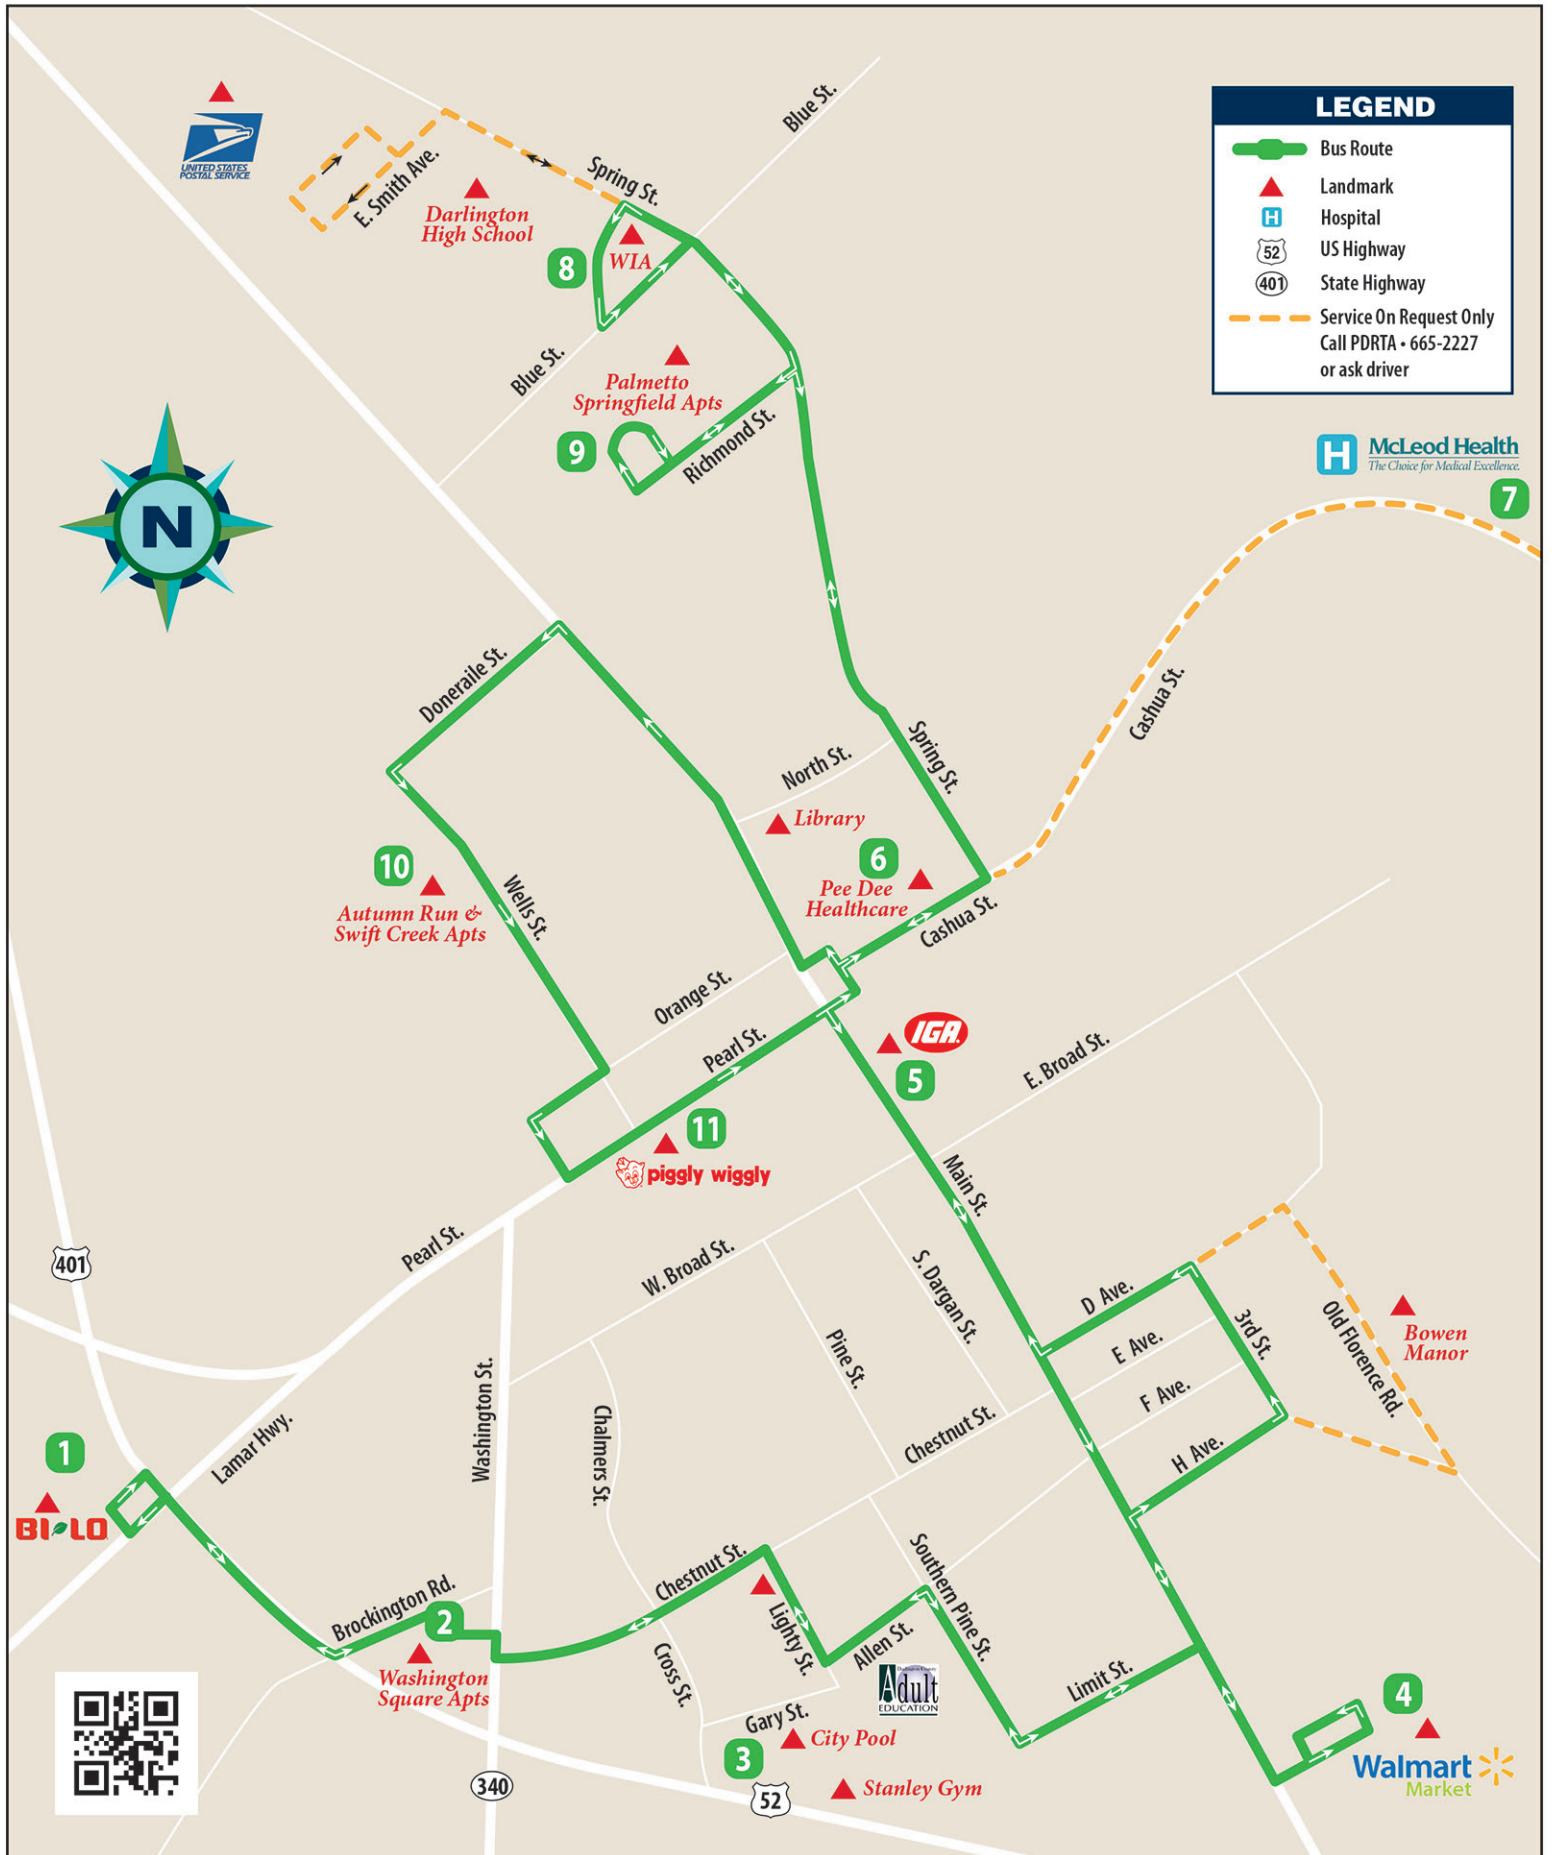 LEGEND
Bus Route
Landmark
H
Hospital
52
US Highway
401
State Highway
Service On Request Only
Call PDRTA • 665-2227
or ask driver
UNITED STATES
POSTAL SERVICE
E. Smith Ave.
Darlington
High School
Spring St.
Blue St.
8
WIA
Blue St.
Palmetto
Springfield Apts
9
Richmond St.
H
McLeod Health
The Choice for Medical Excellence.
7
N
Doneraile St.
Cashua St.
North St.
Spring St.
Library
6
Pee Dee
Healthcare
Cashua St.
10
Autumn Run &
Swift Creek Apts
Wells St.
Orange St.
Pearl St.
IGA
5
E. Broad St.
11
piggly wiggly
Main St.
Pearl St.
401
W. Broad St.
S. Dargan St.
D Ave.
E Ave.
F Ave.
3rd St.
Old Florence Rd.
Bowen
Manor
Pine St.
Washington St.
Chalmers St.
Chestnut St.
H Ave.
Lamar Hwy.
1
BI-LO
Brockington Rd.
2
Washington
Square Apts
Chestnut St.
Lighty St.
Allen St.
Southern Pine St.
Cross St.
Adult
EDUCATION
Limit St.
Gary St.
City Pool
3
Stanley Gym
340
52
4
Walmart
Market